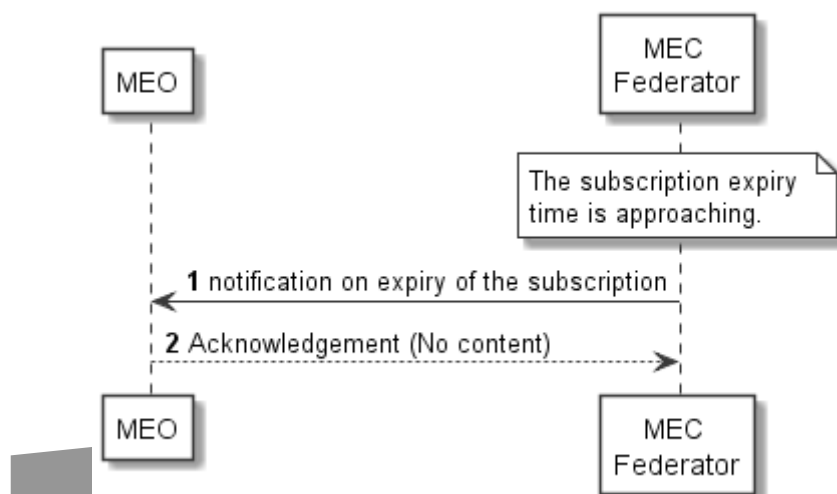 MEO
MEC
Federator
The subscription expiry
time is approaching.
1 notification on expiry of the subscription
2 Acknowledgement (No content)
MEO
MEC
Federator